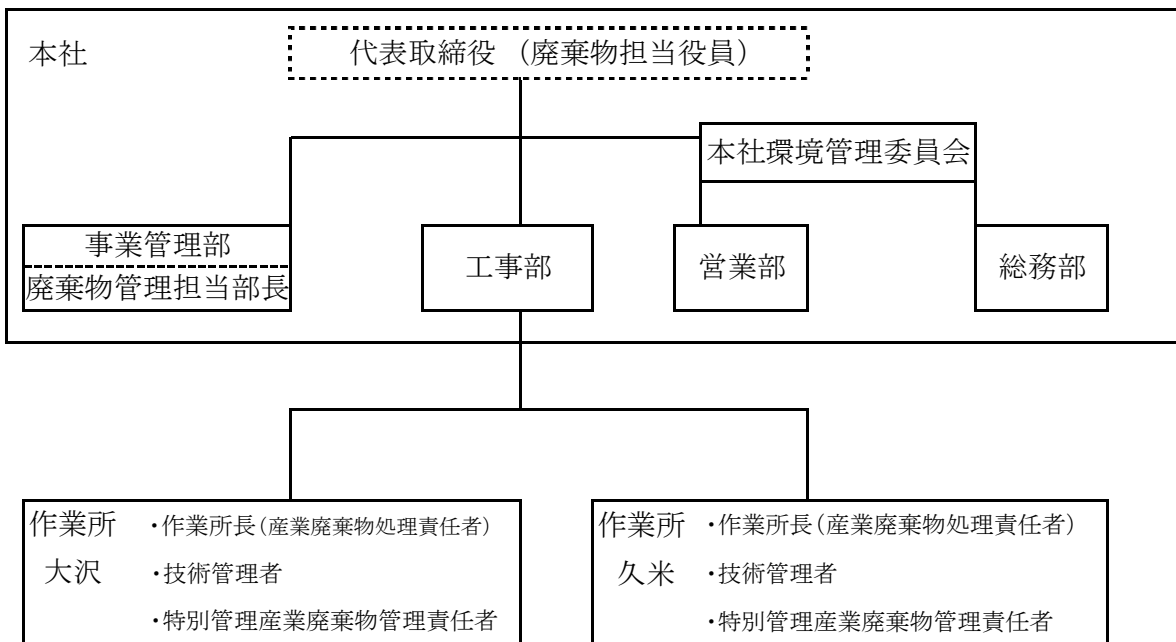 本社
代表取締役 (廃棄物担当役員)
本社環境管理委員会
事業管理部
廃棄物管理担当部長
工事部
営業部
総務部
作業所 ・作業所長(産業廃棄物処理責任者)
大沢 ・技術管理者
・特別管理産業廃棄物管理責任者
作業所 ・作業所長(産業廃棄物処理責任者)
久米 ・技術管理者
・特別管理産業廃棄物管理責任者